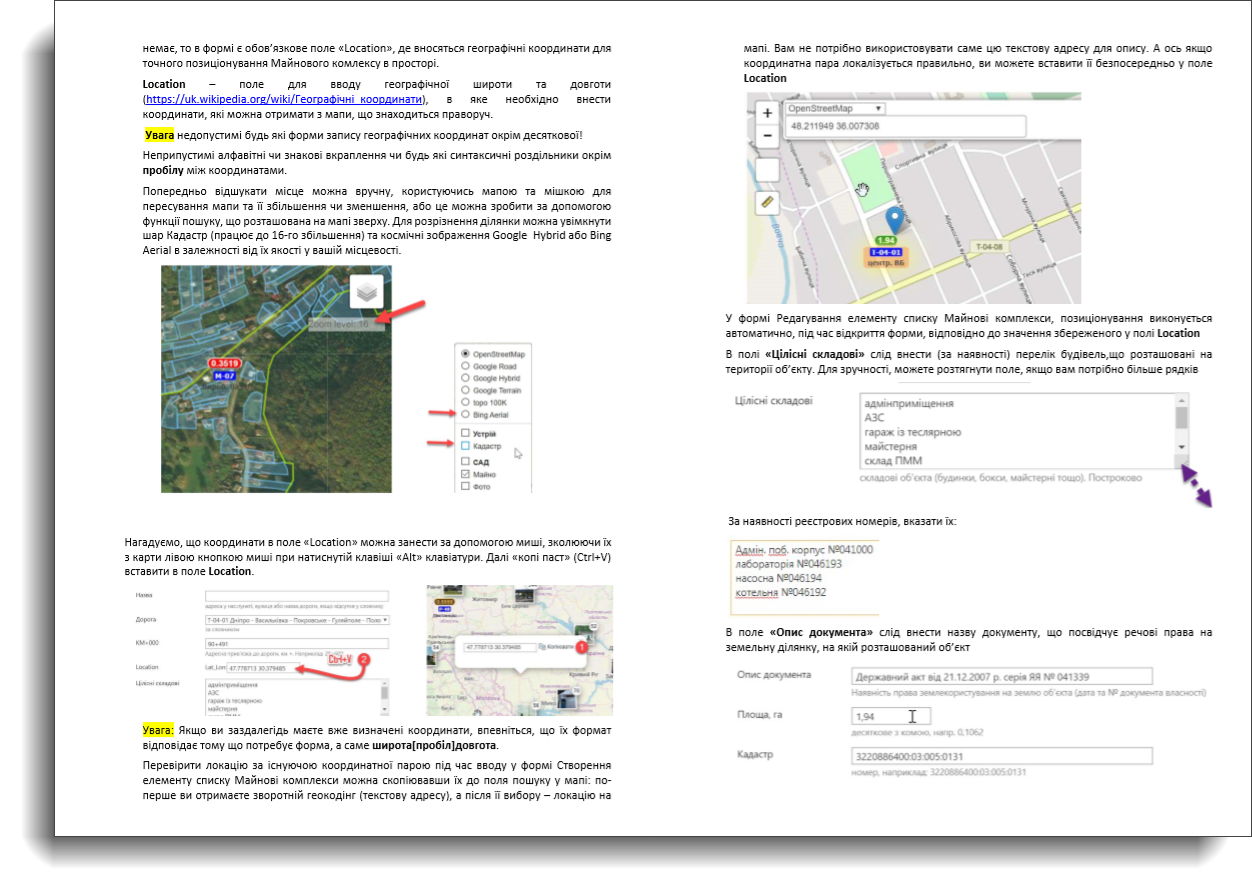 немає, то в формі є обов’язкове поле «Location», де вносяться географічні координати для
точного позиціонування Майнового комлексу в просторі.
Location – поле для вводу географічної широти та довготи
(https://uk.wikipedia.org/wiki/Географічні_координати), в яке необхідно внести
координати, які можна отримати з мапи, що знаходиться праворуч.
Увага недопустимі будь які форми запису географічних координат окрім десяткової!
Неприпустимі алфавітні чи знакові вкраплення чи будь які синтаксичні роздільники окрім
пробілу між координатами.
Попередньо відшукати місце можна вручну, користуючись мапою та мішкою для
пересування мапи та її збільшення чи зменшення, або це можна зробити за допомогою
функції пошуку, що розташована на мапі зверху. Для розрізнення ділянки можна увімкнути
шар Кадастр (працює до 16-го збільшення) та космічні зображення Google Hybrid або Bing
Aerial в залежності від їх якості у вашій місцевості.
Zoom level: 16
0.3519
М-07
OpenStreetMap
Google Road
Google Hybrid
Google Terrain
topo 100K
Bing Aerial
Устрій
Кадастр
САД
Майно
Фото
Нагадуємо, що координати в поле «Location» можна занести за допомогою миші, зколюючи їх
з карти лівою кнопкою миші при натиснутій клавіші «Alt» клавіатури. Далі «копі паст» (Ctrl+V)
вставити в поле Location.
Назва
адреса у нас.пункті, вулиця або назва дороги, якщо відсутня у словнику
Дорога
Т-04-01 Дніпро - Васильківка - Покровське - Гуляйполе - Поло
за словником
КМ+000
90+491
Location
Lat_Lon 47.778713 30.379485
Ctrl+V 2
Цілісні складові
адмінприміщення
АЗС
гараж із теслярною
майстерня
47.778713 30.379485
Копіювати 1
Житомир
Кривий Ріг
Moldova
Миколаїв
Увага: Якщо ви заздалегідь маєте вже визначені координати, впевніться, що їх формат
відповідає тому що потребує форма, а саме широта[пробіл]довгота.
Перевірити локацію за існуючою координатної парою під час вводу у формі Створення
елементу списку Майнові комплекси можна скопіювавши їх до поля пошуку у мапі: по-
перше ви отримаєте зворотній геокодінг (текстову адресу), а після її вибору – локацію на
мапі. Вам не потрібно використовувати саме цю текстову адресу для опису. А ось якщо
координатна пара локалізується правильно, ви можете вставити її безпосередньо у поле
Location
+
OpenStreetMap
48.211949 36.007308
−
Спортивна вулиця
1.94
Т-04-01
центр. ВБ
Т-04-08
У формі Редагування елементу списку Майнові комплекси, позиціонування виконується
автоматично, під час відкриття форми, відповідно до значення збереженого у полі Location
В полі «Цілісні складові» слід внести (за наявності) перелік будівель,що розташовані на
території об’єкту. Для зручності, можете розтягнути поле, якщо вам потрібно більше рядків
Цілісні складові
адмінприміщення
АЗС
гараж із теслярною
майстерня
склад ПММ
складові об'єкта (будинки, бокси, майстерні тощо). Построково
За наявності реєстрових номерів, вказати їх:
Адмін. поб. корпус №041000
лабораторія №046193
насосна №046194
котельня №046192
В поле «Опис документа» слід внести назву документу, що посвідчує речові права на
земельну ділянку, на якій розташований об’єкт
Опис документа
Державний акт від 21.12.2007 р. серія ЯЯ № 041339
Наявність права землекористування на землю об'єкта (дата та № документа власності)
Площа, га
1,94
десяткове з комою, напр. 0,1062
Кадастр
3220886400:03:005:0131
номер, наприклад: 3220886400:03:005:0131